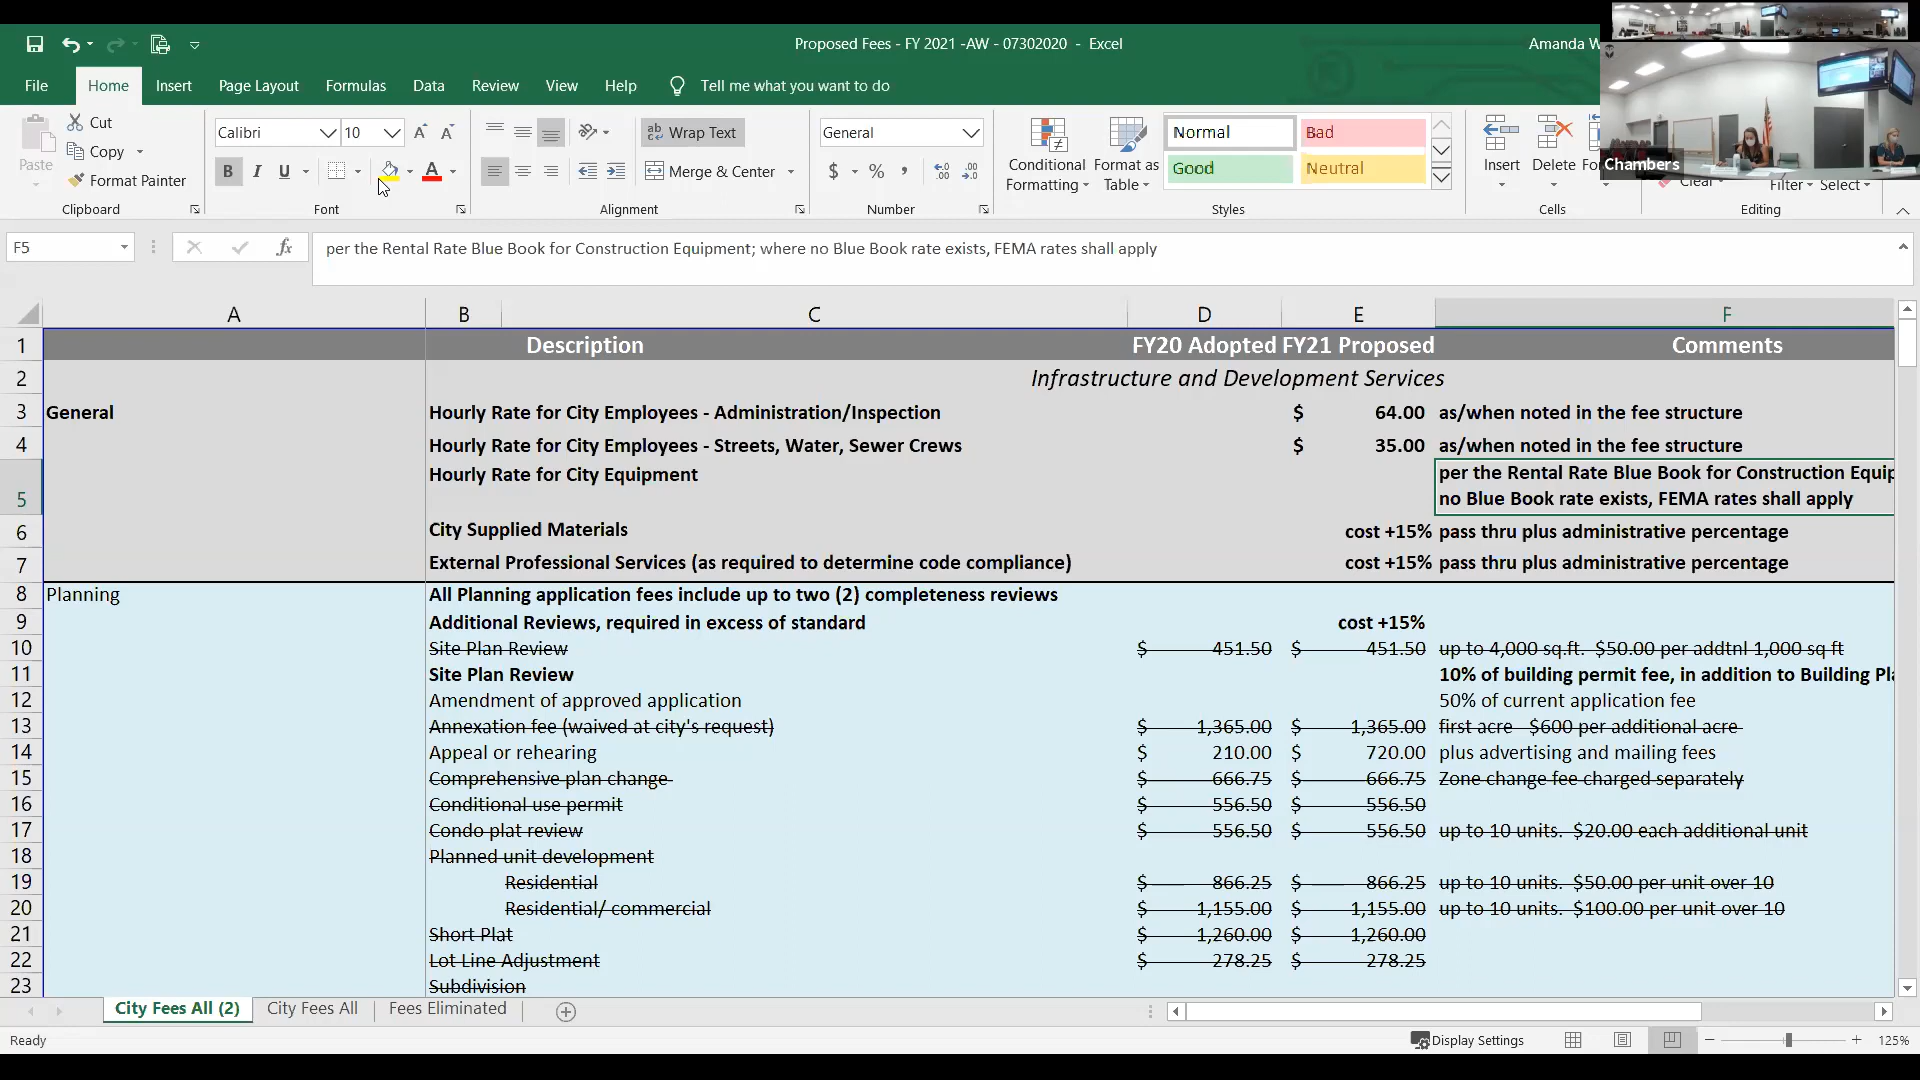 Proposed Fees - FY 2021 -AW - 07302020 - Excel
Amanda W
File Home Insert Page Layout Formulas Data Review View Help Tell me what you want to do
Cut
Copy
Format Painter
Paste
Clipboard
Calibri 10
B I U
Font
Wrap Text
Merge & Center
Alignment
General
$ % ,
Number
Conditional Formatting
Format as Table
Normal Bad
Good Neutral
Styles
Insert Delete
Cells
Clear
Filter Select
Editing
Chambers
F5 fx per the Rental Rate Blue Book for Construction Equipment; where no Blue Book rate exists, FEMA rates shall apply
A B C D E F
1 Description FY20 Adopted FY21 Proposed Comments
2 Infrastructure and Development Services
3 General Hourly Rate for City Employees - Administration/Inspection $ 64.00 as/when noted in the fee structure
4 Hourly Rate for City Employees - Streets, Water, Sewer Crews $ 35.00 as/when noted in the fee structure
5 Hourly Rate for City Equipment per the Rental Rate Blue Book for Construction Equip
no Blue Book rate exists, FEMA rates shall apply
6 City Supplied Materials cost +15% pass thru plus administrative percentage
7 External Professional Services (as required to determine code compliance) cost +15% pass thru plus administrative percentage
8 Planning All Planning application fees include up to two (2) completeness reviews
9 Additional Reviews, required in excess of standard cost +15%
10 Site Plan Review $ 451.50 $ 451.50 up to 4,000 sq.ft. $50.00 per addtnl 1,000 sq ft
11 Site Plan Review 10% of building permit fee, in addition to Building Pl
12 Amendment of approved application 50% of current application fee
13 Annexation fee (waived at city's request) $ 1,365.00 $ 1,365.00 first acre $600 per additional acre
14 Appeal or rehearing $ 210.00 $ 720.00 plus advertising and mailing fees
15 Comprehensive plan change $ 666.75 $ 666.75 Zone change fee charged separately
16 Conditional use permit $ 556.50 $ 556.50
17 Condo plat review $ 556.50 $ 556.50 up to 10 units. $20.00 each additional unit
18 Planned unit development
19 Residential $ 866.25 $ 866.25 up to 10 units. $50.00 per unit over 10
20 Residential/ commercial $ 1,155.00 $ 1,155.00 up to 10 units. $100.00 per unit over 10
21 Short Plat $ 1,260.00 $ 1,260.00
22 Lot Line Adjustment $ 278.25 $ 278.25
23 Subdivision
City Fees All (2) City Fees All Fees Eliminated
Ready Display Settings 125%